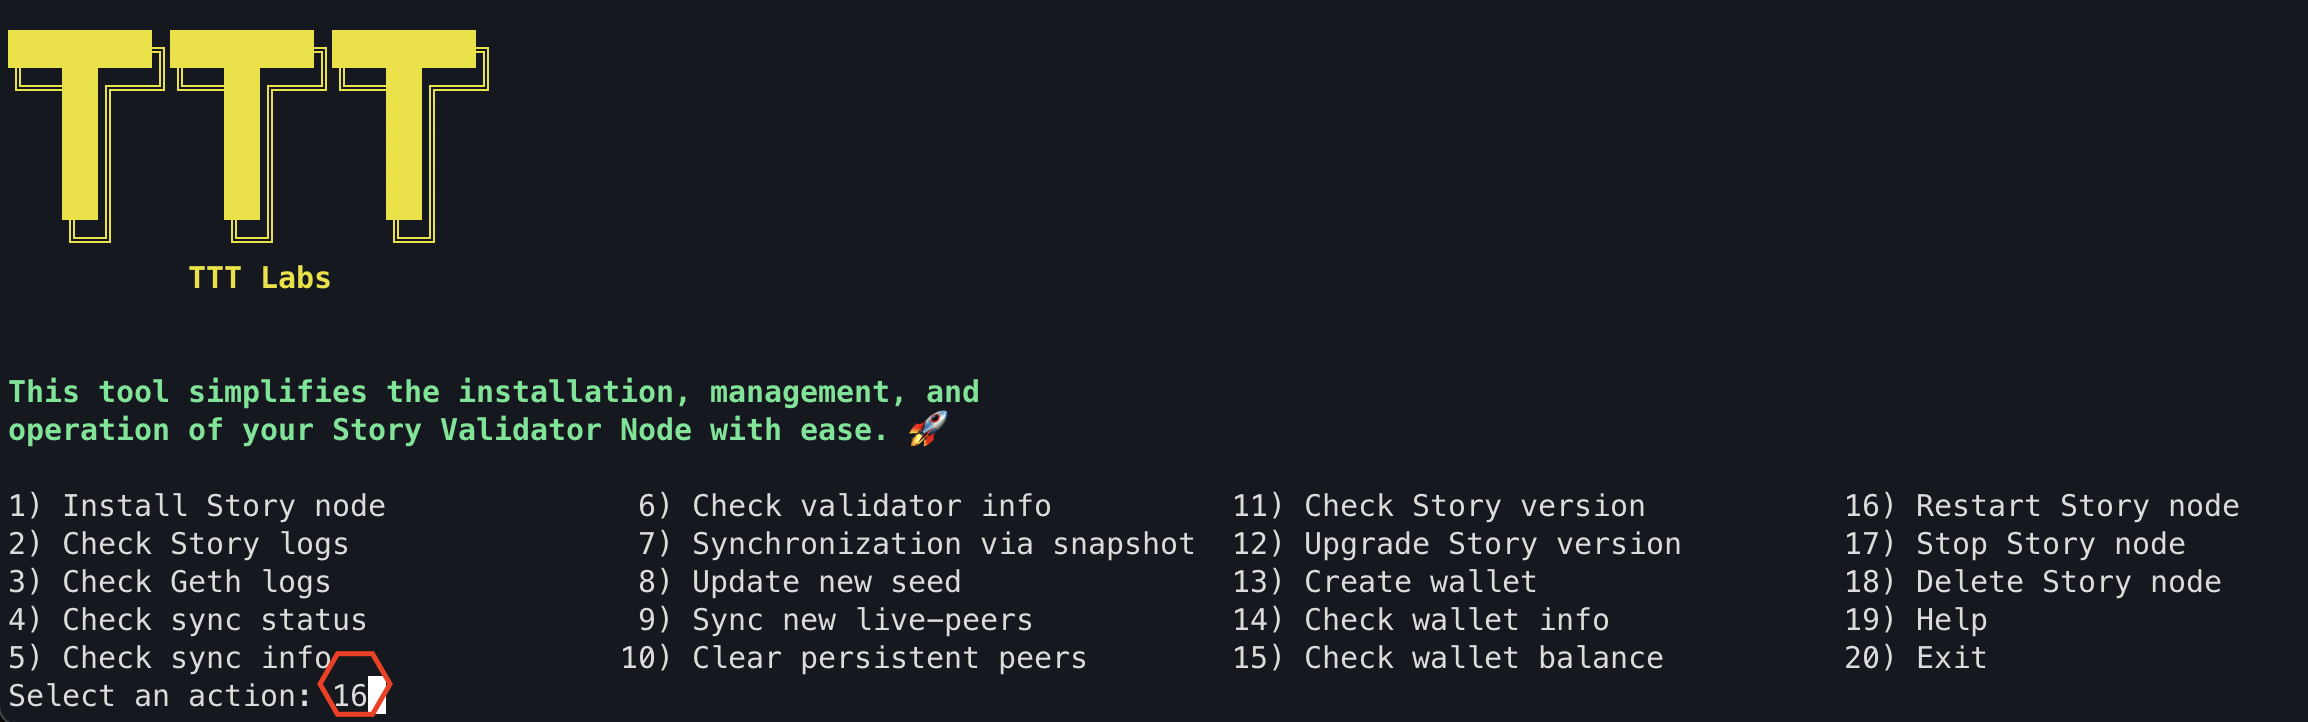 TTT
TTT Labs
This tool simplifies the installation, management, and
operation of your Story Validator Node with ease. 🚀
1) Install Story node 6) Check validator info 11) Check Story version 16) Restart Story node
2) Check Story logs 7) Synchronization via snapshot 12) Upgrade Story version 17) Stop Story node
3) Check Geth logs 8) Update new seed 13) Create wallet 18) Delete Story node
4) Check sync status 9) Sync new live-peers 14) Check wallet info 19) Help
5) Check sync info 10) Clear persistent peers 15) Check wallet balance 20) Exit
Select an action: 16